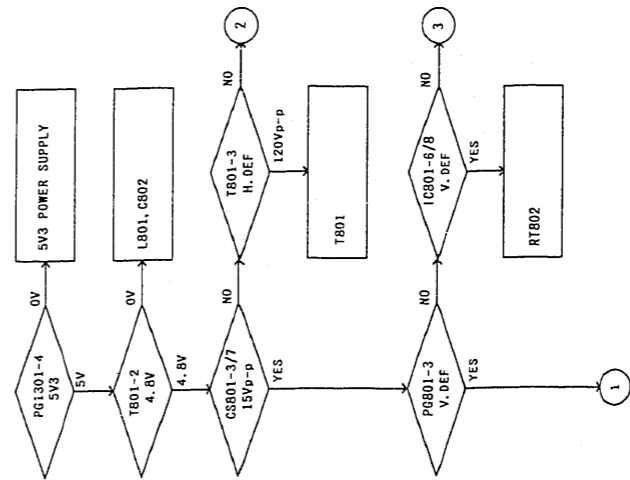 PG1301-4
5V3
0V
5V3 POWER SUPPLY
5V
T801-2
4.8V
0V
L801,C802
4.8V
CS801-3/7
15Vp-p
NO
T801-3
H.DEF
NO
2
120Vp-p
T801
YES
PG801-3
V.DEF
NO
IC801-6/8
V.DEF
NO
3
YES
RT802
YES
1